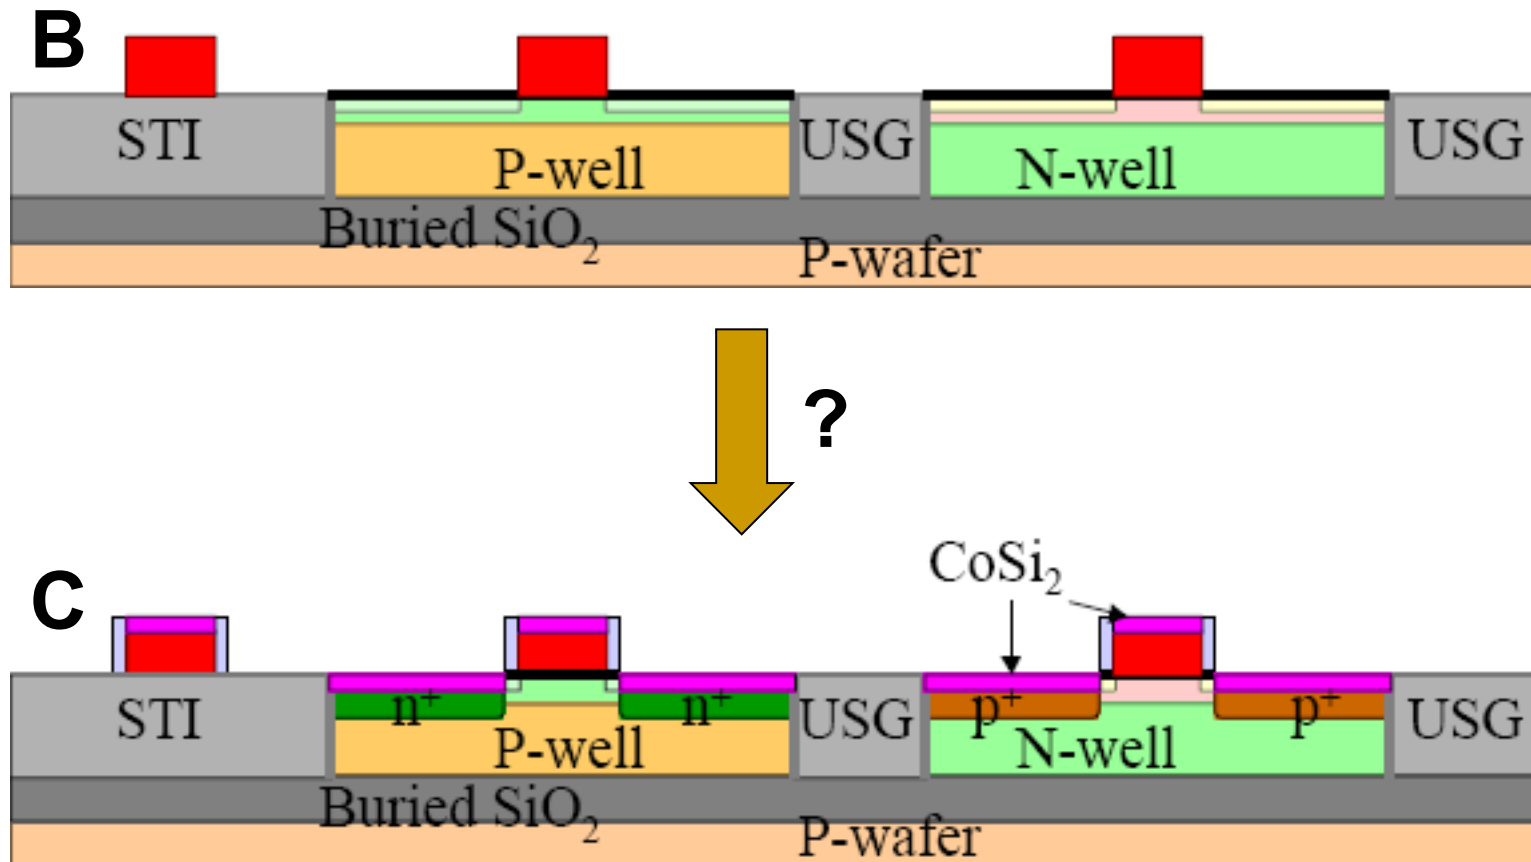 B
STI P-well USG N-well USG
Buried SiO₂ P-wafer
?
CoSi₂
C
n⁺ n⁺ p⁺ p⁺
STI P-well USG N-well USG
Buried SiO₂ P-wafer